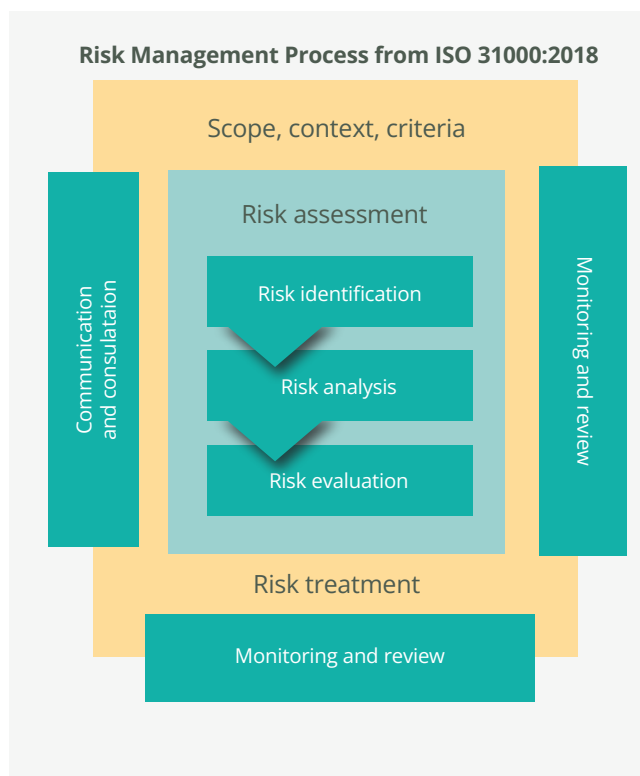 Risk Management Process from ISO 31000:2018
Scope, context, criteria
Communication
and consulataion
Risk assessment
Risk identification
Risk analysis
Risk evaluation
Monitoring and review
Risk treatment
Monitoring and review